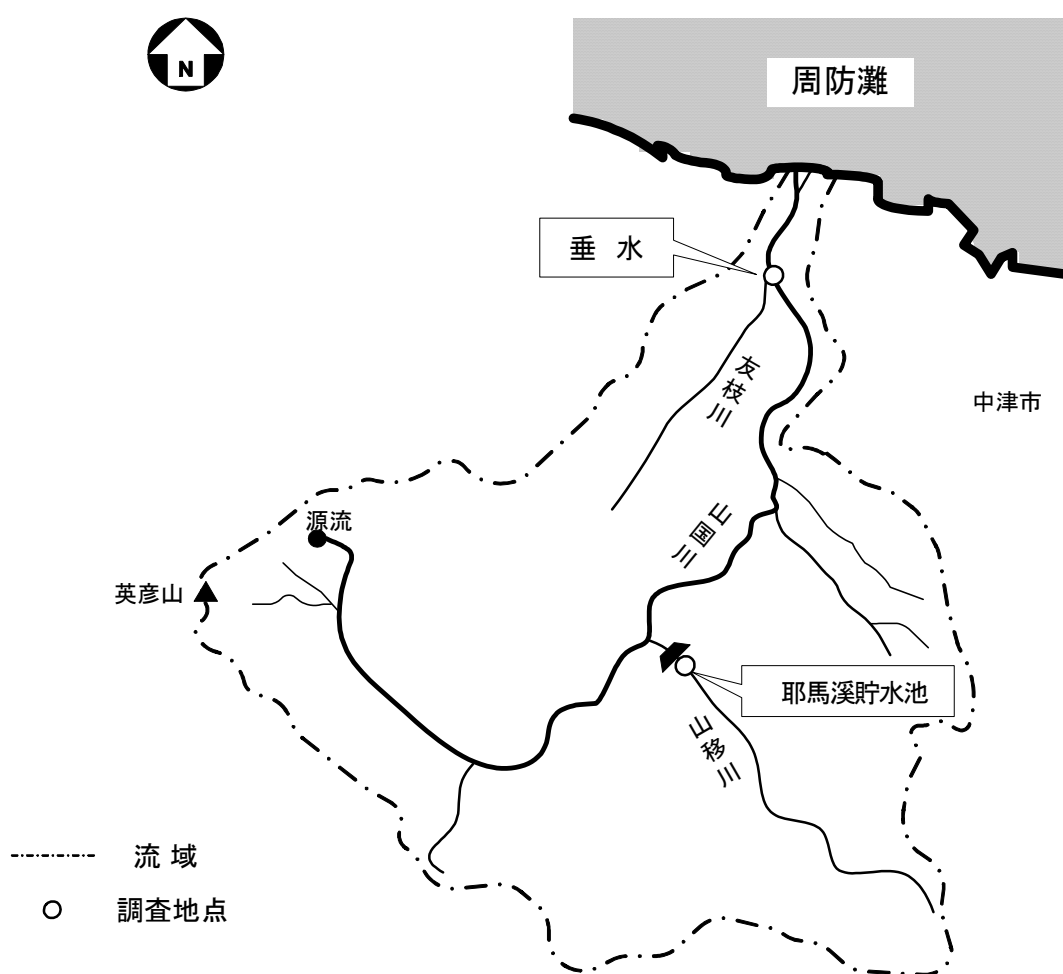 N
周防灘
垂 水
友枝川
中津市
山国川
源流
英彦山
耶馬溪貯水池
山移川
流 域
調査地点